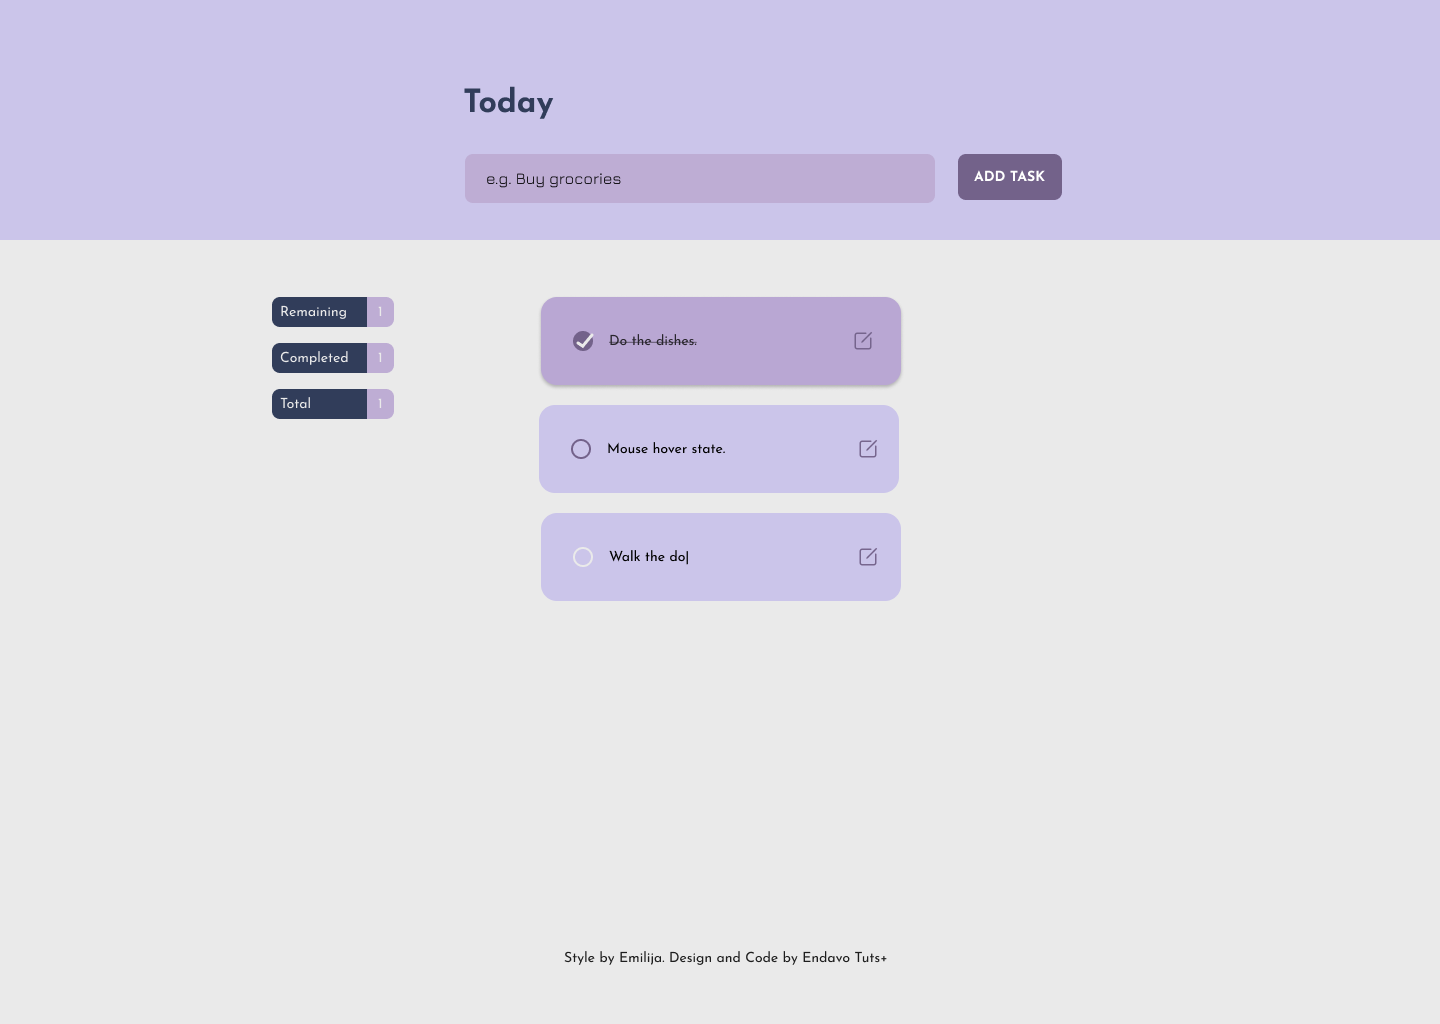 Today
e.g. Buy grocories
ADD TASK
Remaining 1
Completed 1
Total 1
Do the dishes.
Mouse hover state.
Walk the do|
Style by Emilija. Design and Code by Endavo Tuts+